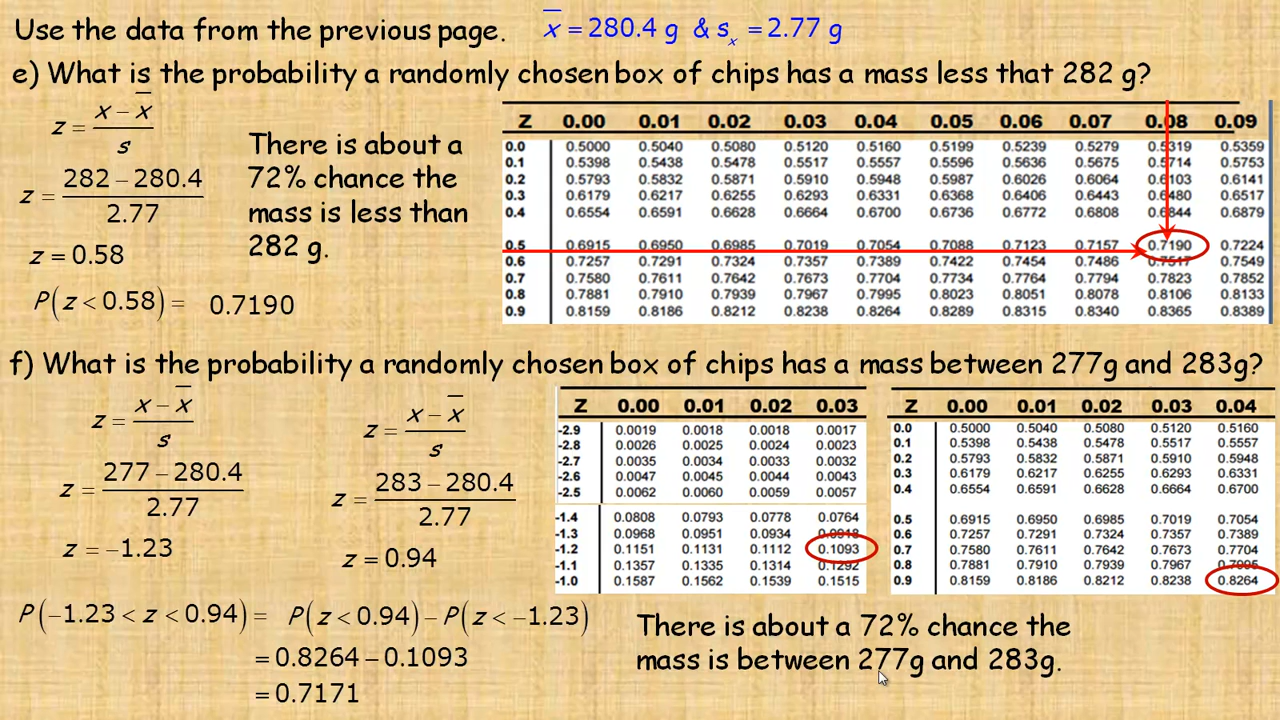 Use the data from the previous page. x̄ = 280.4 g & sₓ = 2.77 g
e) What is the probability a randomly chosen box of chips has a mass less that 282 g?
z = (x − x̄) / s
z = (282 − 280.4) / 2.77
z = 0.58
P(z < 0.58) = 0.7190
There is about a
72% chance the
mass is less than
282 g.
Z 0.00 0.01 0.02 0.03 0.04 0.05 0.06 0.07 0.08 0.09
0.0 0.5000 0.5040 0.5080 0.5120 0.5160 0.5199 0.5239 0.5279 0.5319 0.5359
0.1 0.5398 0.5438 0.5478 0.5517 0.5557 0.5596 0.5636 0.5675 0.5714 0.5753
0.2 0.5793 0.5832 0.5871 0.5910 0.5948 0.5987 0.6026 0.6064 0.6103 0.6141
0.3 0.6179 0.6217 0.6255 0.6293 0.6331 0.6368 0.6406 0.6443 0.6480 0.6517
0.4 0.6554 0.6591 0.6628 0.6664 0.6700 0.6736 0.6772 0.6808 0.6844 0.6879
0.5 0.6915 0.6950 0.6985 0.7019 0.7054 0.7088 0.7123 0.7157 0.7190 0.7224
0.6 0.7257 0.7291 0.7324 0.7357 0.7389 0.7422 0.7454 0.7486 0.7517 0.7549
0.7 0.7580 0.7611 0.7642 0.7673 0.7704 0.7734 0.7764 0.7794 0.7823 0.7852
0.8 0.7881 0.7910 0.7939 0.7967 0.7995 0.8023 0.8051 0.8078 0.8106 0.8133
0.9 0.8159 0.8186 0.8212 0.8238 0.8264 0.8289 0.8315 0.8340 0.8365 0.8389
f) What is the probability a randomly chosen box of chips has a mass between 277g and 283g?
z = (x − x̄) / s
z = (277 − 280.4) / 2.77
z = −1.23
z = (x − x̄) / s
z = (283 − 280.4) / 2.77
z = 0.94
Z 0.00 0.01 0.02 0.03
-2.9 0.0019 0.0018 0.0018 0.0017
-2.8 0.0026 0.0025 0.0024 0.0023
-2.7 0.0035 0.0034 0.0033 0.0032
-2.6 0.0047 0.0045 0.0044 0.0043
-2.5 0.0062 0.0060 0.0059 0.0057
-1.4 0.0808 0.0793 0.0778 0.0764
-1.3 0.0968 0.0951 0.0934 0.0918
-1.2 0.1151 0.1131 0.1112 0.1093
-1.1 0.1357 0.1335 0.1314 0.1292
-1.0 0.1587 0.1562 0.1539 0.1515
Z 0.00 0.01 0.02 0.03 0.04
0.0 0.5000 0.5040 0.5080 0.5120 0.5160
0.1 0.5398 0.5438 0.5478 0.5517 0.5557
0.2 0.5793 0.5832 0.5871 0.5910 0.5948
0.3 0.6179 0.6217 0.6255 0.6293 0.6331
0.4 0.6554 0.6591 0.6628 0.6664 0.6700
0.5 0.6915 0.6950 0.6985 0.7019 0.7054
0.6 0.7257 0.7291 0.7324 0.7357 0.7389
0.7 0.7580 0.7611 0.7642 0.7673 0.7704
0.8 0.7881 0.7910 0.7939 0.7967 0.7995
0.9 0.8159 0.8186 0.8212 0.8238 0.8264
P(−1.23 < z < 0.94) = P(z < 0.94) − P(z < −1.23)
= 0.8264 − 0.1093
= 0.7171
There is about a 72% chance the
mass is between 277g and 283g.